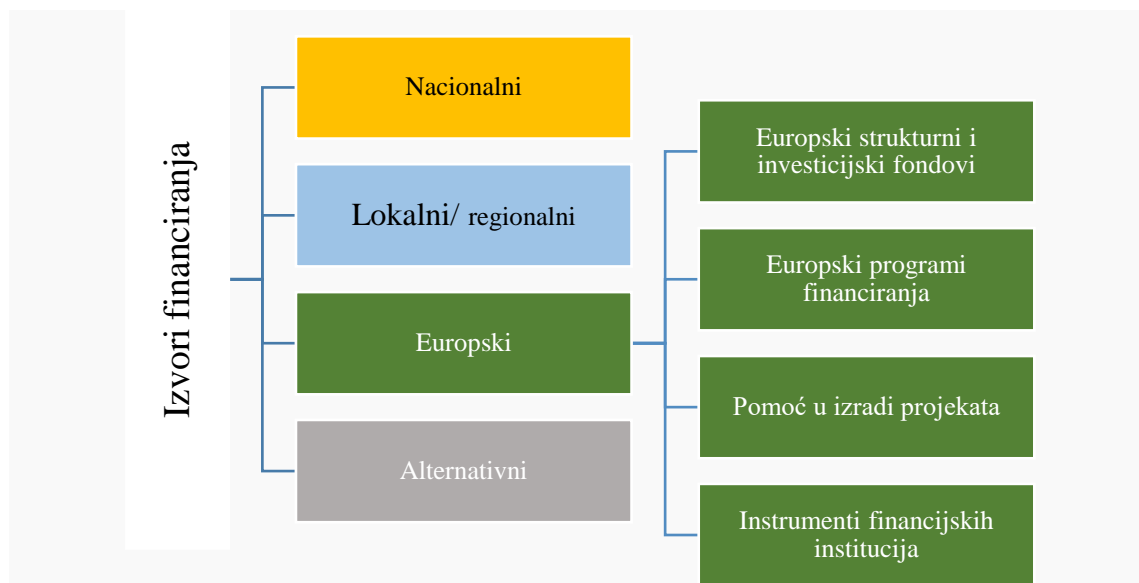 Izvori financiranja
Nacionalni
Lokalni/ regionalni
Europski
Alternativni
Europski strukturni i
investicijski fondovi
Europski programi
financiranja
Pomoć u izradi projekata
Instrumenti financijskih
institucija